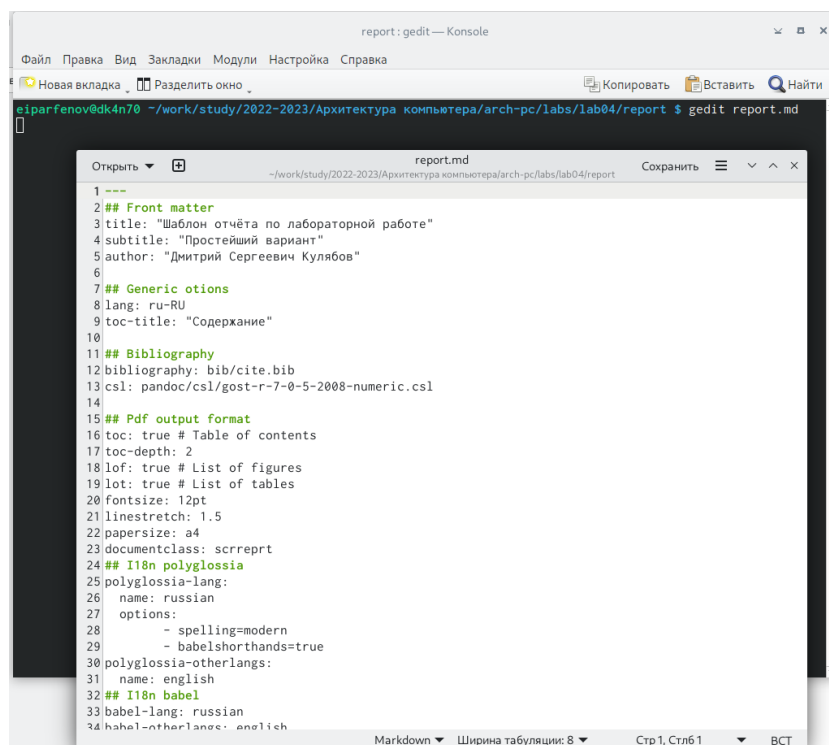 report : gedit — Konsole
Файл Правка Вид Закладки Модули Настройка Справка
Новая вкладка Разделить окно Копировать Вставить Найти
eiparfenov@dk4n70 ~/work/study/2022-2023/Архитектура компьютера/arch-pc/labs/lab04/report $ gedit report.md
Открыть report.md Сохранить
~/work/study/2022-2023/Архитектура компьютера/arch-pc/labs/lab04/report
1 ---
2 ## Front matter
3 title: "Шаблон отчёта по лабораторной работе"
4 subtitle: "Простейший вариант"
5 author: "Дмитрий Сергеевич Кулябов"
6
7 ## Generic otions
8 lang: ru-RU
9 toc-title: "Содержание"
10
11 ## Bibliography
12 bibliography: bib/cite.bib
13 csl: pandoc/csl/gost-r-7-0-5-2008-numeric.csl
14
15 ## Pdf output format
16 toc: true # Table of contents
17 toc-depth: 2
18 lof: true # List of figures
19 lot: true # List of tables
20 fontsize: 12pt
21 linestretch: 1.5
22 papersize: a4
23 documentclass: scrreprt
24 ## I18n polyglossia
25 polyglossia-lang:
26   name: russian
27   options:
28         - spelling=modern
29         - babelshorthands=true
30 polyglossia-otherlangs:
31   name: english
32 ## I18n babel
33 babel-lang: russian
34 babel-otherlangs: english
Markdown Ширина табуляции: 8 Стр 1, Стлб 1 ВСТ